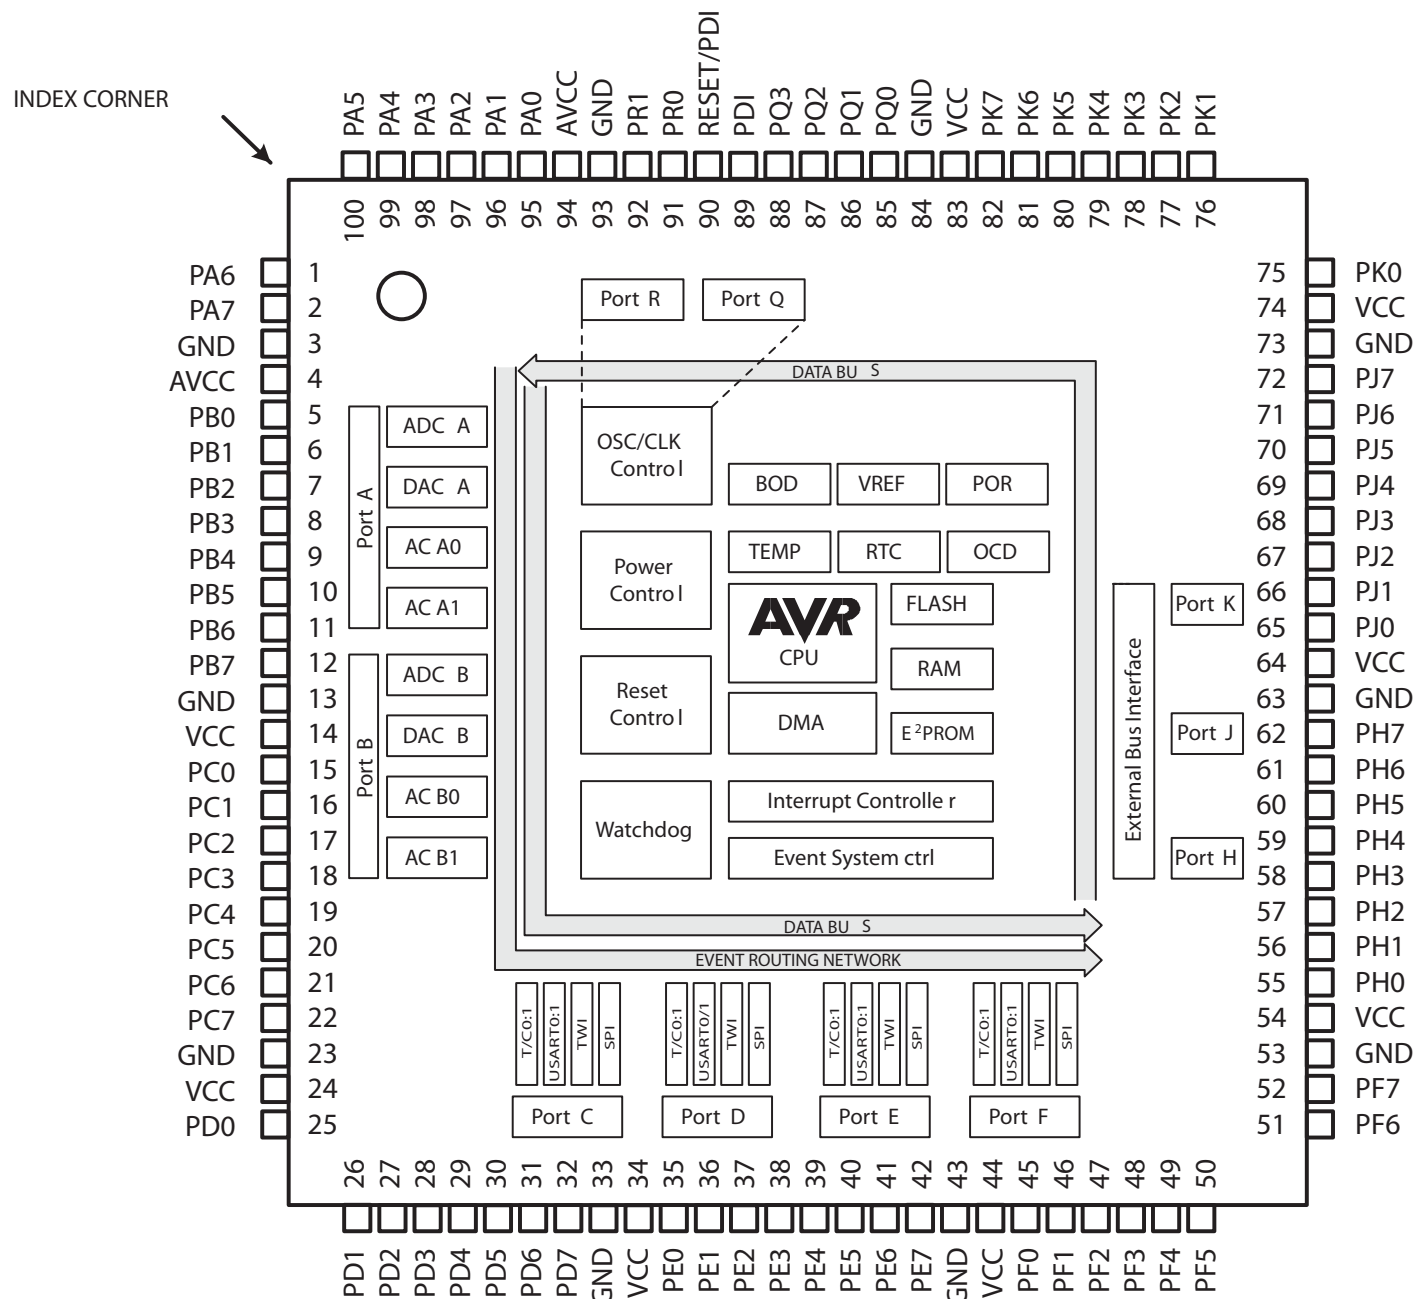 INDEX CORNER
PA5 PA4 PA3 PA2 PA1 PA0 AVCC GND PR1 PR0 RESET/PDI PDI PQ3 PQ2 PQ1 PQ0 GND VCC PK7 PK6 PK5 PK4 PK3 PK2 PK1
100 99 98 97 96 95 94 93 92 91 90 89 88 87 86 85 84 83 82 81 80 79 78 77 76
PA6 1
PA7 2
GND 3
AVCC 4
PB0 5
PB1 6
PB2 7
PB3 8
PB4 9
PB5 10
PB6 11
PB7 12
GND 13
VCC 14
PC0 15
PC1 16
PC2 17
PC3 18
PC4 19
PC5 20
PC6 21
PC7 22
GND 23
VCC 24
PD0 25
Port R
Port Q
DATA BU S
Port A
ADC A
DAC A
AC A0
AC A1
Port B
ADC B
DAC B
AC B0
AC B1
OSC/CLK
Control
Power
Control
Reset
Control
Watchdog
BOD
VREF
POR
TEMP
RTC
OCD
AVR
CPU
FLASH
RAM
DMA
E²PROM
Interrupt Controlle r
Event System ctrl
External Bus Interface
Port K
Port J
Port H
DATA BU S
EVENT ROUTING NETWORK
T/C0:1 USART0:1 TWI SPI
T/C0:1 USART0/1 TWI SPI
T/C0:1 USART0:1 TWI SPI
T/C0:1 USART0:1 TWI SPI
Port C
Port D
Port E
Port F
75 PK0
74 VCC
73 GND
72 PJ7
71 PJ6
70 PJ5
69 PJ4
68 PJ3
67 PJ2
66 PJ1
65 PJ0
64 VCC
63 GND
62 PH7
61 PH6
60 PH5
59 PH4
58 PH3
57 PH2
56 PH1
55 PH0
54 VCC
53 GND
52 PF7
51 PF6
26 27 28 29 30 31 32 33 34 35 36 37 38 39 40 41 42 43 44 45 46 47 48 49 50
PD1 PD2 PD3 PD4 PD5 PD6 PD7 GND VCC PE0 PE1 PE2 PE3 PE4 PE5 PE6 PE7 GND VCC PF0 PF1 PF2 PF3 PF4 PF5